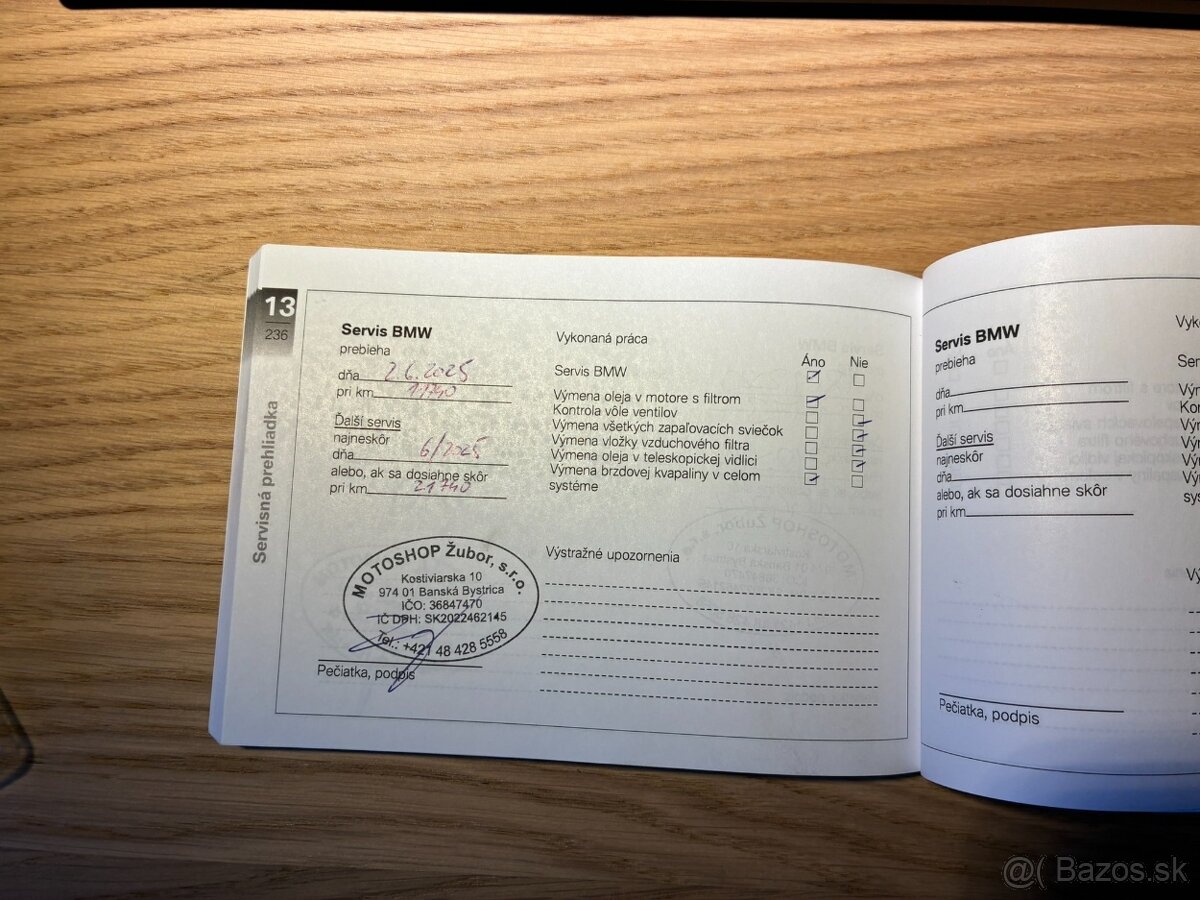 13
236
Servisná prehliadka
Servis BMW
prebieha
dňa 2.6.2025
pri km 11740
Ďalší servis
najneskôr
dňa 6/2025
alebo, ak sa dosiahne skôr
pri km 21740
MOTOSHOP Žubor, s.r.o.
Kostiviarska 10
974 01 Banská Bystrica
IČO: 36847470
IČ DPH: SK2022462145
Tel.: +421 48 428 5558
Pečiatka, podpis
Vykonaná práca
Áno Nie
Servis BMW
Výmena oleja v motore s filtrom
Kontrola vôle ventilov
Výmena všetkých zapaľovacích sviečok
Výmena vložky vzduchového filtra
Výmena oleja v teleskopickej vidlici
Výmena brzdovej kvapaliny v celom
systéme
Výstražné upozornenia
Servis BMW
prebieha
dňa
pri km
Ďalší servis
najneskôr
dňa
alebo, ak sa dosiahne skôr
pri km
Pečiatka, podpis
@( Bazos.sk